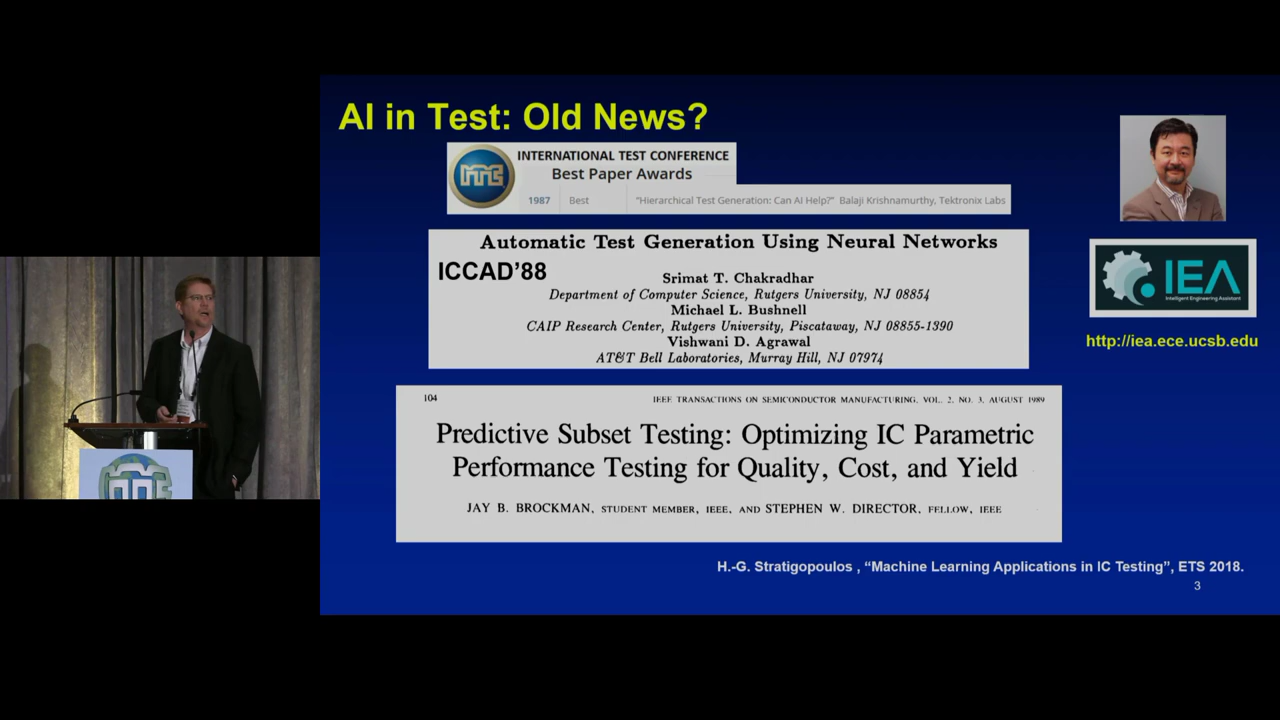 AI in Test: Old News?
ITC
INTERNATIONAL TEST CONFERENCE
Best Paper Awards
1987 Best "Hierarchical Test Generation: Can AI Help?" Balaji Krishnamurthy, Tektronix Labs
Automatic Test Generation Using Neural Networks
ICCAD'88
Srimat T. Chakradhar
Department of Computer Science, Rutgers University, NJ 08854
Michael L. Bushnell
CAIP Research Center, Rutgers University, Piscataway, NJ 08855-1390
Vishwani D. Agrawal
AT&T Bell Laboratories, Murray Hill, NJ 07974
104 IEEE TRANSACTIONS ON SEMICONDUCTOR MANUFACTURING, VOL. 2, NO. 3, AUGUST 1989
Predictive Subset Testing: Optimizing IC Parametric
Performance Testing for Quality, Cost, and Yield
JAY B. BROCKMAN, STUDENT MEMBER, IEEE, AND STEPHEN W. DIRECTOR, FELLOW, IEEE
IEA
Intelligent Engineering Assistant
http://iea.ece.ucsb.edu
H.-G. Stratigopoulos , "Machine Learning Applications in IC Testing", ETS 2018.
3